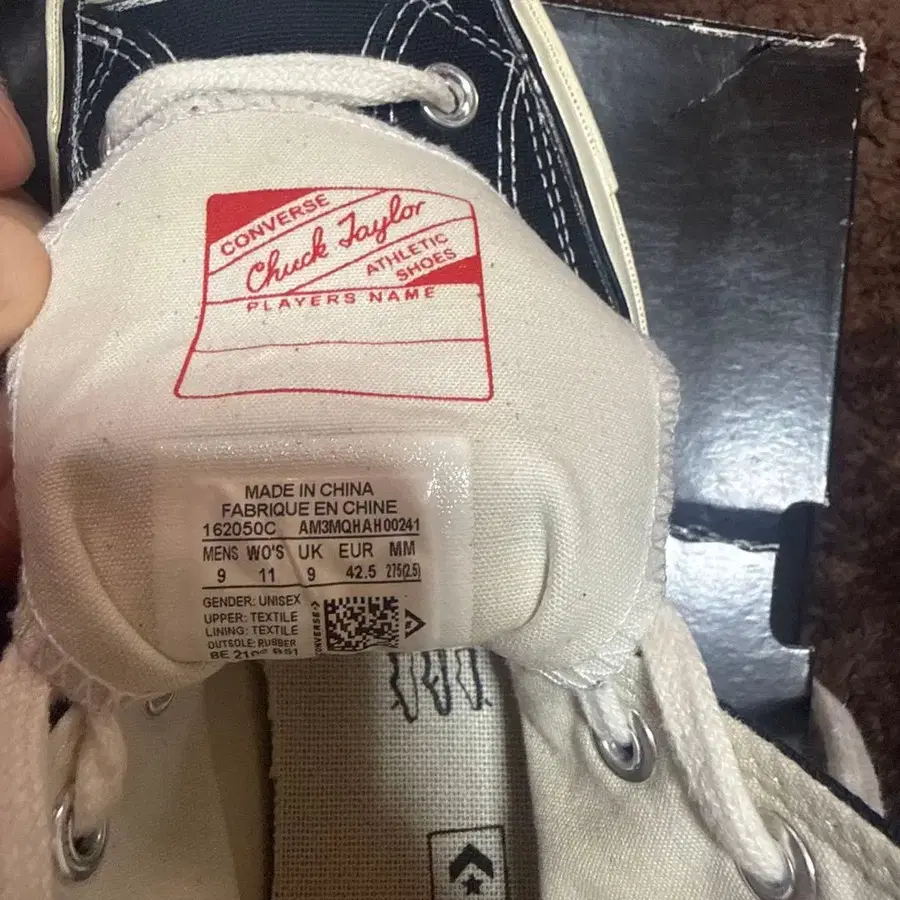 CONVERSE
Chuck Taylor
ATHLETIC
SHOES
PLAYERS NAME
MADE IN CHINA
FABRIQUE EN CHINE
162050C AM3MQHAH00241
MENS WO'S UK EUR MM
9 11 9 42.5 275(2.5)
GENDER: UNISEX
UPPER: TEXTILE
LINING: TEXTILE
OUTSOLE: RUBBER
BE
CONVERSE